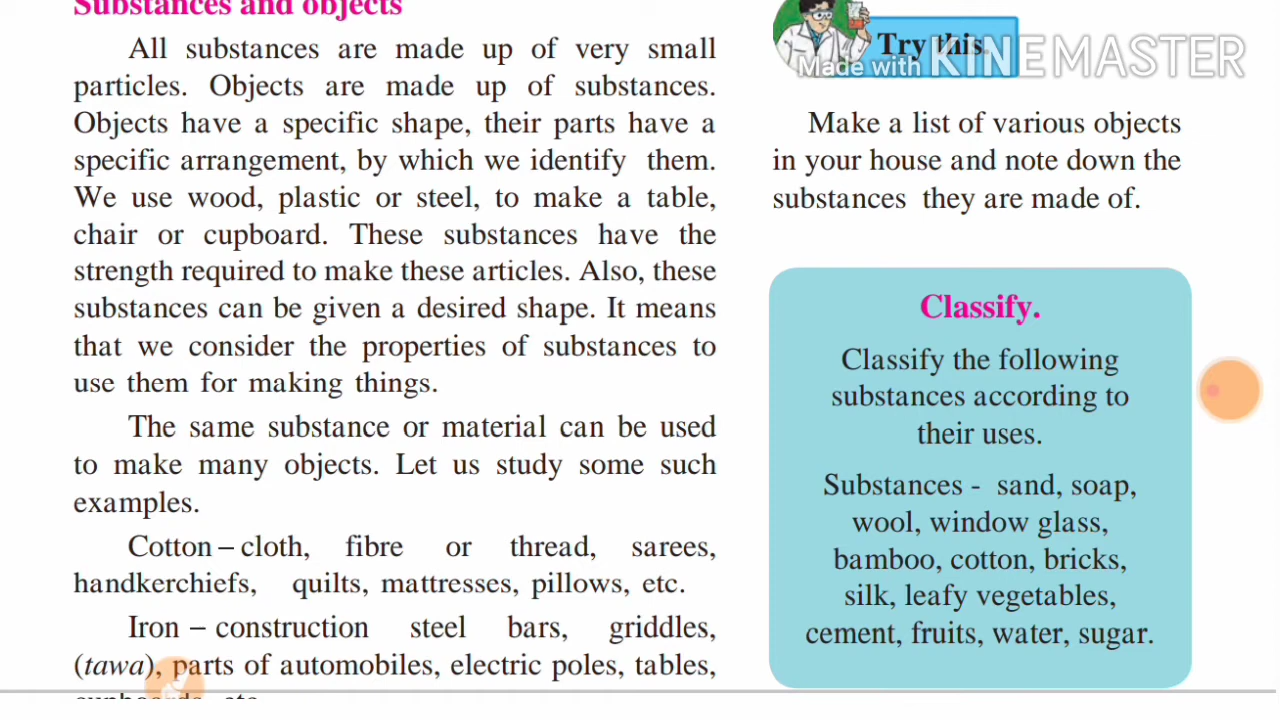 Substances and objects
All substances are made up of very small
particles. Objects are made up of substances.
Objects have a specific shape, their parts have a
specific arrangement, by which we identify them.
We use wood, plastic or steel, to make a table,
chair or cupboard. These substances have the
strength required to make these articles. Also, these
substances can be given a desired shape. It means
that we consider the properties of substances to
use them for making things.
The same substance or material can be used
to make many objects. Let us study some such
examples.
Cotton – cloth, fibre or thread, sarees,
handkerchiefs, quilts, mattresses, pillows, etc.
Iron – construction steel bars, griddles,
(tawa), parts of automobiles, electric poles, tables,
cupboards, etc.
Try this.
Made with KINEMASTER
Make a list of various objects
in your house and note down the
substances they are made of.
Classify.
Classify the following
substances according to
their uses.
Substances - sand, soap,
wool, window glass,
bamboo, cotton, bricks,
silk, leafy vegetables,
cement, fruits, water, sugar.